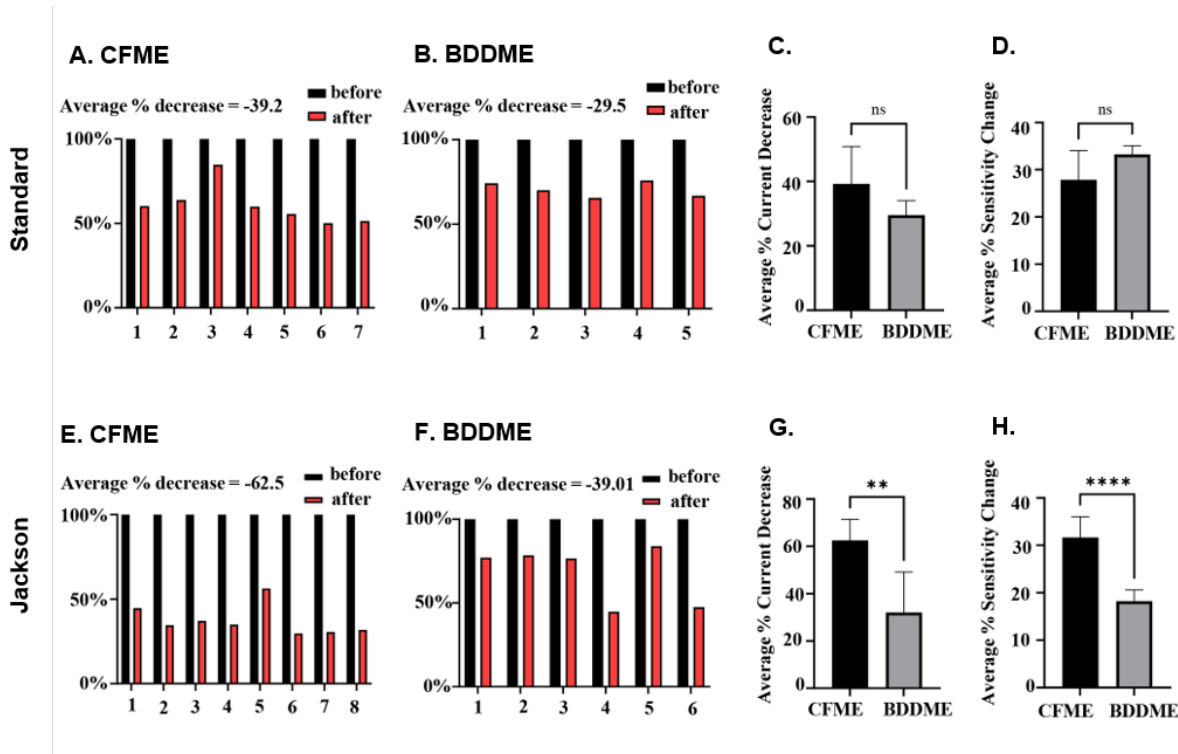 Standard
A. CFME
Average % decrease = -39.2
before
after
100%
50%
0%
1 2 3 4 5 6 7
B. BDDME
Average % decrease = -29.5
before
after
100%
50%
0%
1 2 3 4 5
C.
Average % Current Decrease
60
40
20
0
ns
CFME BDDME
D.
Average % Sensitivity Change
40
30
20
10
0
ns
CFME BDDME
Jackson
E. CFME
Average % decrease = -62.5
before
after
100%
50%
0%
1 2 3 4 5 6 7 8
F. BDDME
Average % decrease = -39.01
before
after
100%
50%
0%
1 2 3 4 5 6
G.
Average % Current Decrease
80
60
40
20
0
**
CFME BDDME
H.
Average % Sensitivity Change
40
30
20
10
0
****
CFME BDDME